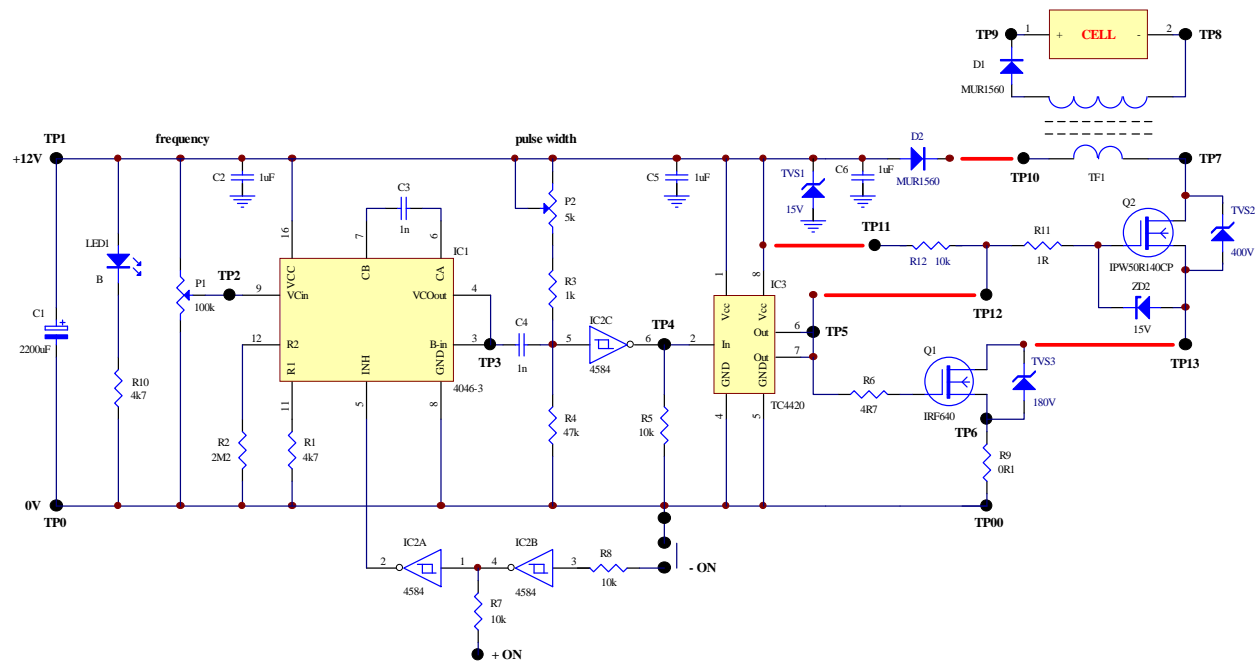 TP9 1 + CELL - 2 TP8
D1
MUR1560
TP1 frequency pulse width D2
+12V TP7
C2 1uF C5 1uF TVS1 C6 1uF MUR1560 TP10 TF1
C3 P2 Q2
1n 5k 15V TVS2
16 7 6 TP11
LED1 IC1 R11 400V
B VCC CB CA R12 10k 1R IPW50R140CP
TP2 R3 1 8
P1 9 VCin VCOout 4 1k IC3 ZD2
100k Vcc Vcc 15V
C1 + IC2C TP12
2200uF C4 TP4 Out 6 TP5
12 R2 B-in 3 5 6 2 In TP13
TP3 Out 7 Q1
R1 INH GND 1n 4584 GND GND TVS3
4046-3 TC4420 R6
R10 11 5 8 4R7 IRF640 180V
4k7 R4 R5 4 5 TP6
R2 R1 47k 10k R9
2M2 4k7 0R1
0V
TP0 TP00
IC2A IC2B R8
2 1 4 3 - ON
4584 4584 10k
R7
10k
+ ON